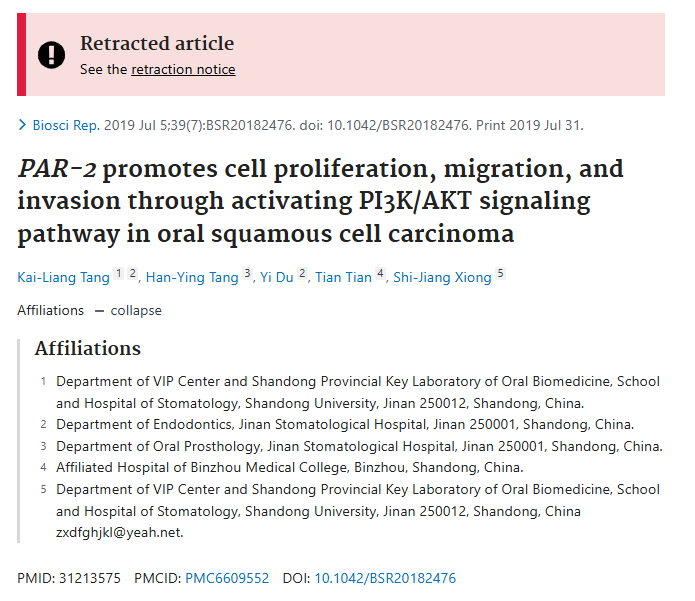 Retracted article
See the retraction notice
Biosci Rep. 2019 Jul 5;39(7):BSR20182476. doi: 10.1042/BSR20182476. Print 2019 Jul 31.
PAR-2 promotes cell proliferation, migration, and
invasion through activating PI3K/AKT signaling
pathway in oral squamous cell carcinoma
Kai-Liang Tang 1 2, Han-Ying Tang 3, Yi Du 2, Tian Tian 4, Shi-Jiang Xiong 5
Affiliations — collapse
Affiliations
1 Department of VIP Center and Shandong Provincial Key Laboratory of Oral Biomedicine, School
and Hospital of Stomatology, Shandong University, Jinan 250012, Shandong, China.
2 Department of Endodontics, Jinan Stomatological Hospital, Jinan 250001, Shandong, China.
3 Department of Oral Prosthology, Jinan Stomatological Hospital, Jinan 250001, Shandong, China.
4 Affiliated Hospital of Binzhou Medical College, Binzhou, Shandong, China.
5 Department of VIP Center and Shandong Provincial Key Laboratory of Oral Biomedicine, School
and Hospital of Stomatology, Shandong University, Jinan 250012, Shandong, China
zxdfghjkl@yeah.net.
PMID: 31213575 PMCID: PMC6609552 DOI: 10.1042/BSR20182476